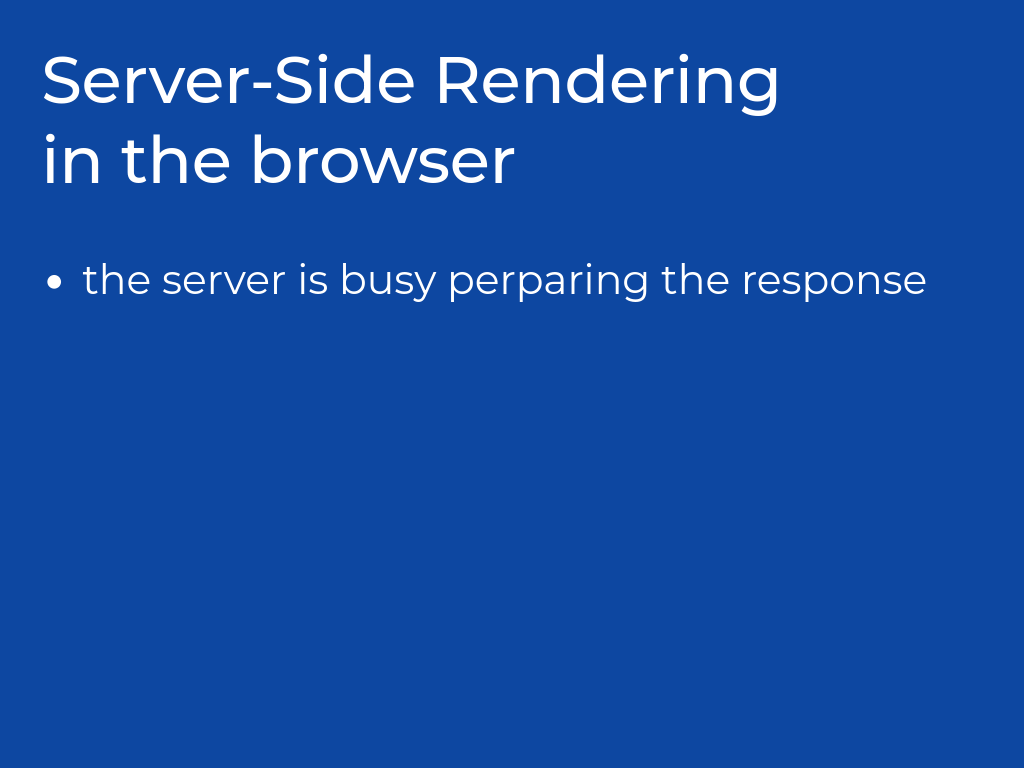 Server-Side Rendering
in the browser
• the server is busy perparing the response